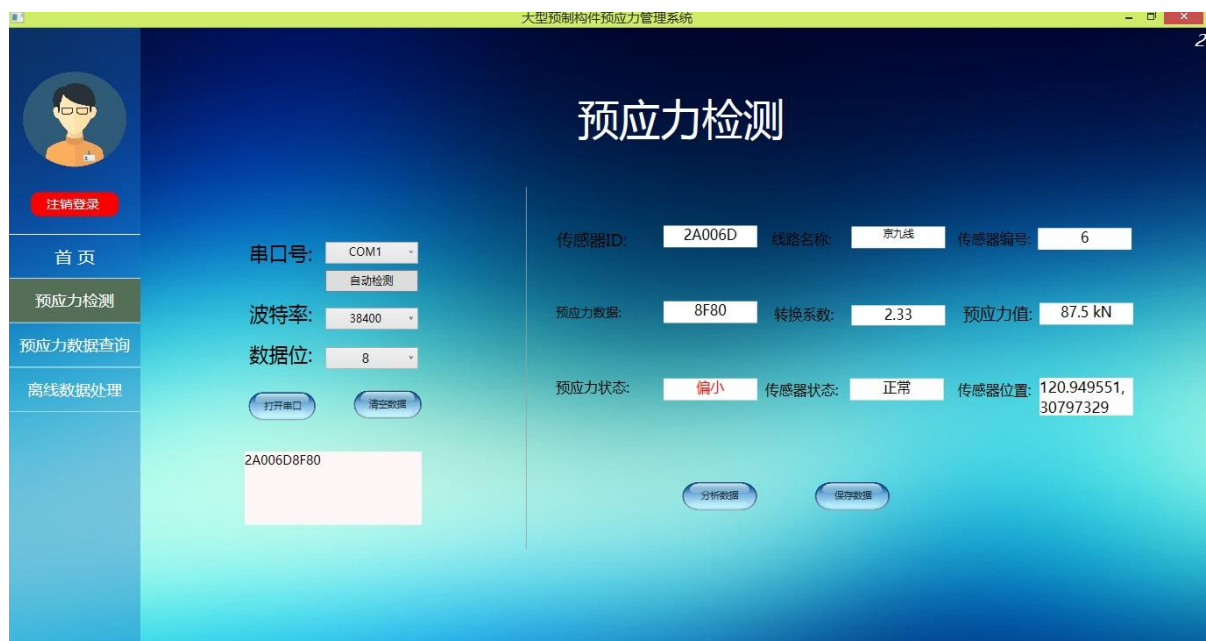 大型预制构件预应力管理系统
2
预应力检测
注销登录
首 页
预应力检测
预应力数据查询
离线数据处理
串口号: COM1
自动检测
波特率: 38400
数据位: 8
打开串口 清空数据
2A006D8F80
传感器ID: 2A006D 线路名称: 京九线 传感器编号: 6
预应力数据: 8F80 转换系数: 2.33 预应力值: 87.5 kN
预应力状态: 偏小 传感器状态: 正常 传感器位置: 120.949551,
30797329
分析数据 保存数据